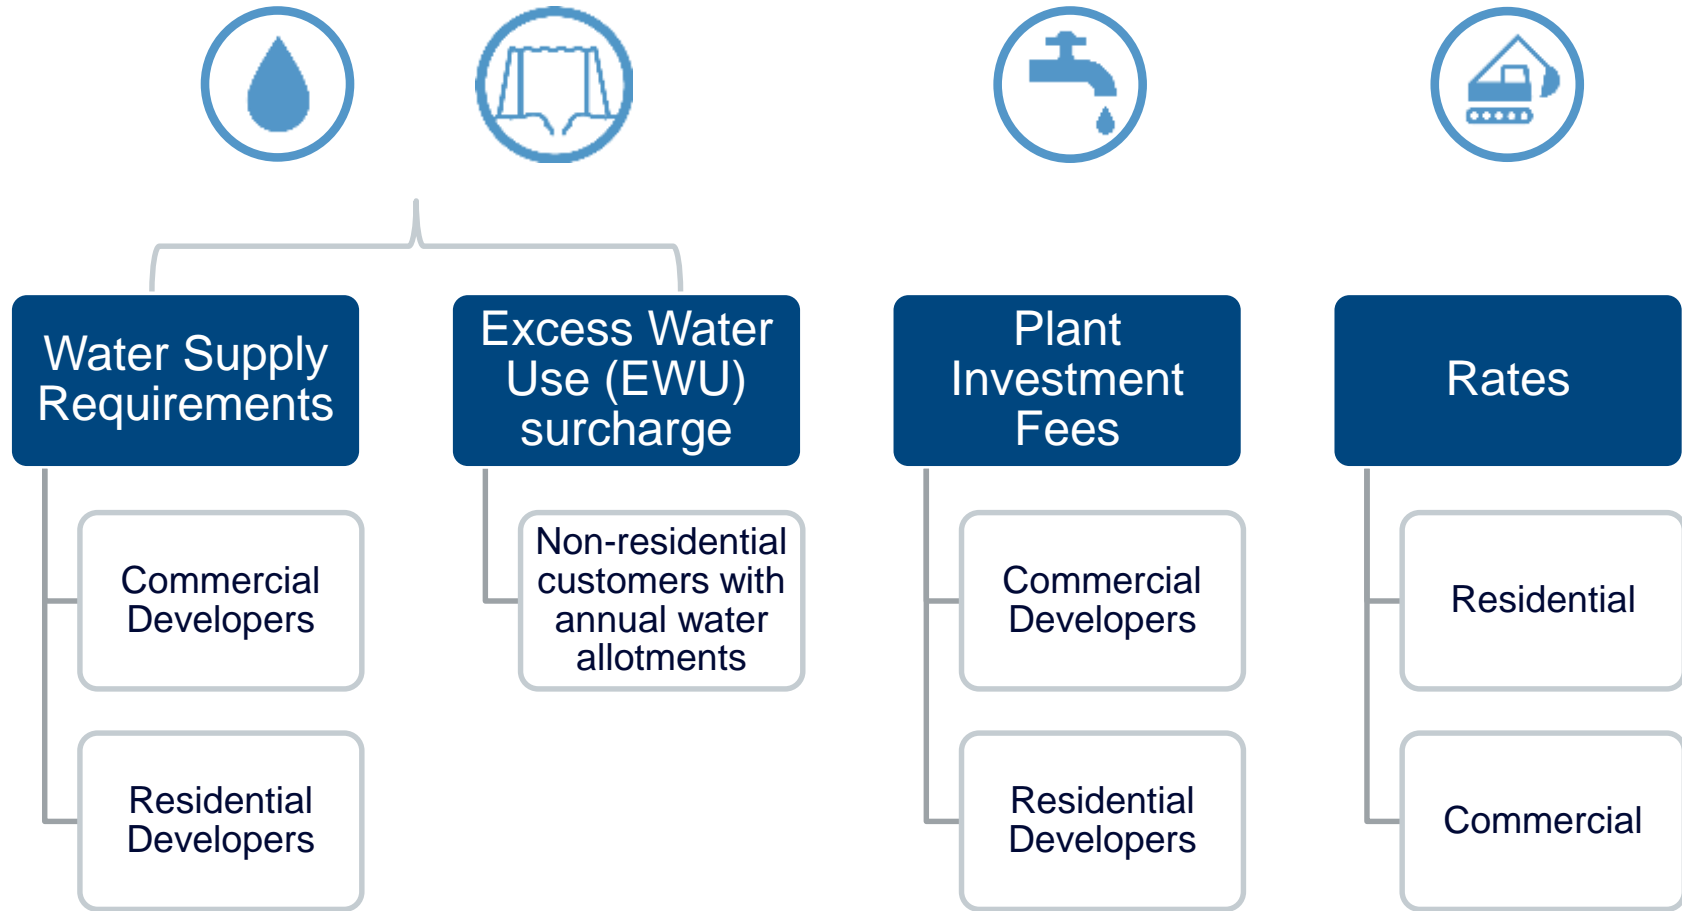 Water Supply
Requirements
Commercial
Developers
Residential
Developers
Excess Water
Use (EWU)
surcharge
Non-residential
customers with
annual water
allotments
Plant
Investment
Fees
Commercial
Developers
Residential
Developers
Rates
Residential
Commercial